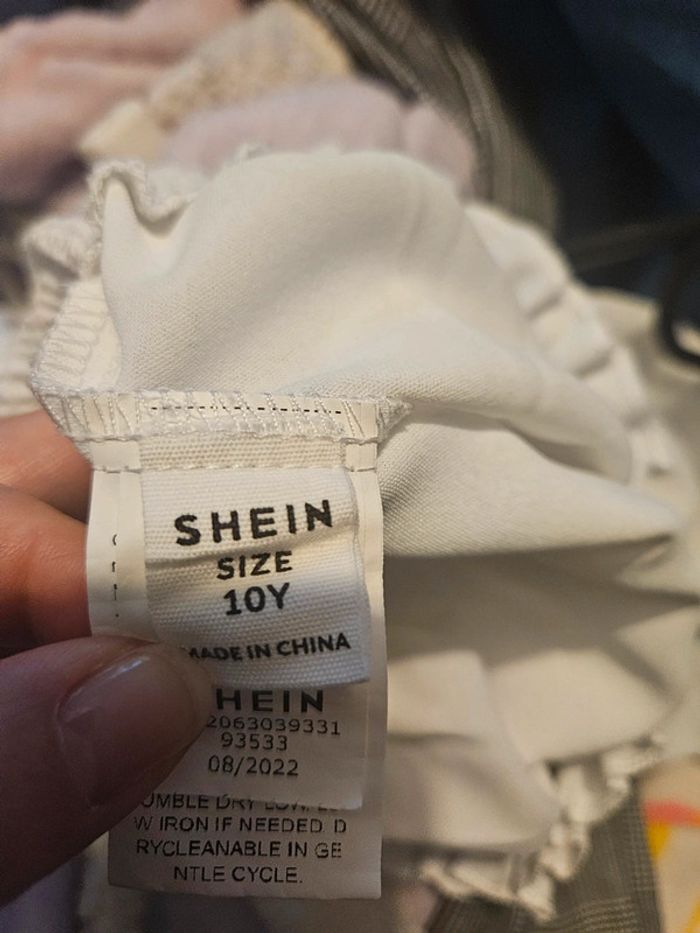 SHEIN
SIZE
10Y
MADE IN CHINA
HEIN
2063039331
93533
08/2022
UMBLE DRY LOW.
W IRON IF NEEDED. D
RYCLEANABLE IN GE
NTLE CYCLE.